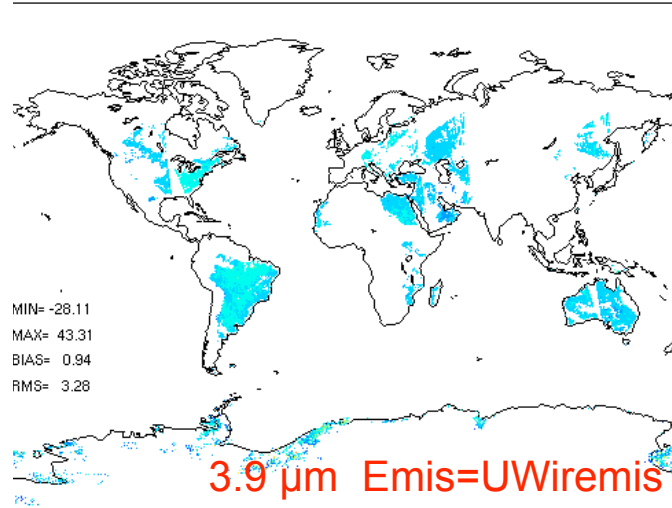 MIN= -28.11
MAX= 43.31
BIAS= 0.94
RMS= 3.28
3.9 µm Emis=UWiremis